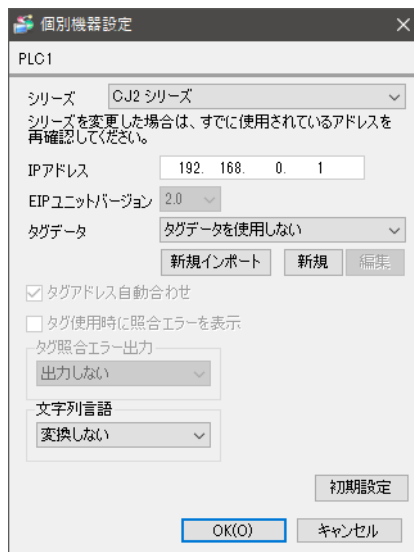 個別機器設定
PLC1
シリーズ CJ2 シリーズ
シリーズを変更した場合は、すでに使用されているアドレスを
再確認してください。
IPアドレス 192. 168. 0. 1
EIPユニットバージョン 2.0
タグデータ タグデータを使用しない
新規インポート 新規 編集
タグアドレス自動合わせ
タグ使用時に照合エラーを表示
タグ照合エラー出力
出力しない
文字列言語
変換しない
初期設定
OK(O) キャンセル